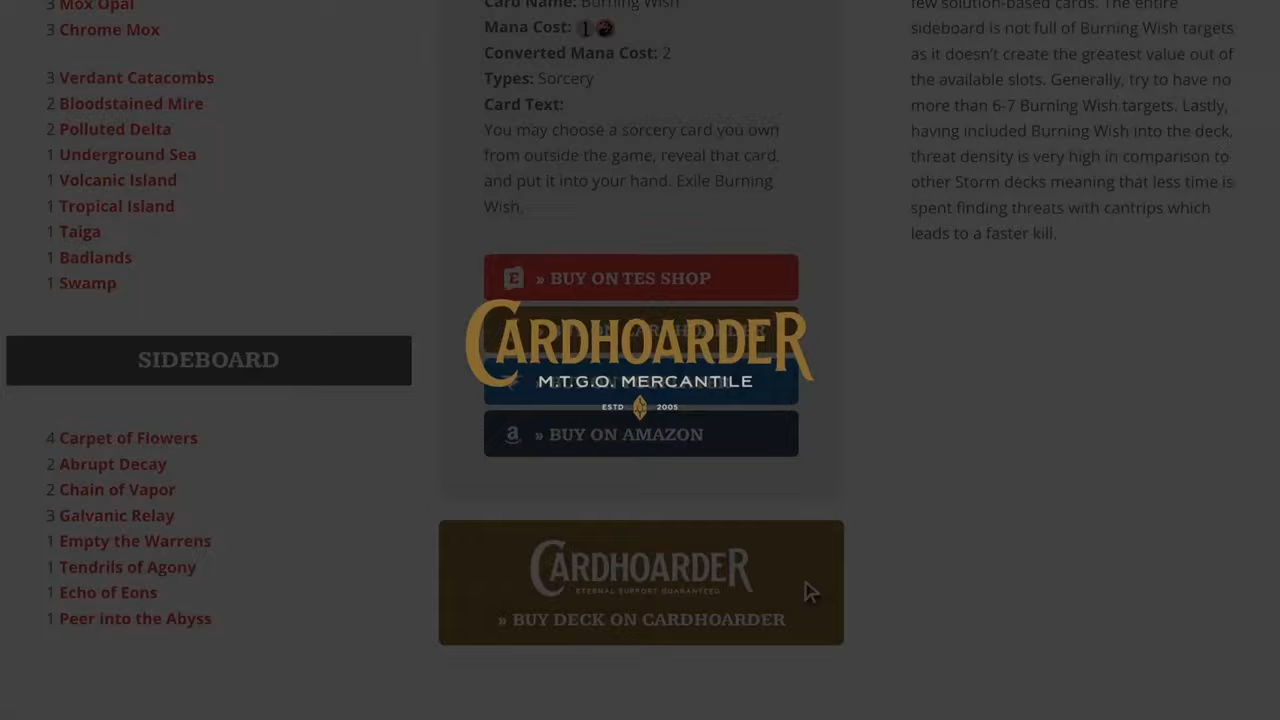 3 Mox Opal
3 Chrome Mox
3 Verdant Catacombs
2 Bloodstained Mire
2 Polluted Delta
1 Underground Sea
1 Volcanic Island
1 Tropical Island
1 Taiga
1 Badlands
1 Swamp
SIDEBOARD
4 Carpet of Flowers
2 Abrupt Decay
2 Chain of Vapor
3 Galvanic Relay
1 Empty the Warrens
1 Tendrils of Agony
1 Echo of Eons
1 Peer into the Abyss
Card Name: Burning Wish
Mana Cost: 1
Converted Mana Cost: 2
Types: Sorcery
Card Text:
You may choose a sorcery card you own
from outside the game, reveal that card,
and put it into your hand. Exile Burning
Wish.
» BUY ON TES SHOP
CARDHOARDER
M.T.G.O. MERCANTILE
ESTD 2005
» BUY ON AMAZON
CARDHOARDER
ETERNAL SUPPORT GUARANTEED
» BUY DECK ON CARDHOARDER
few solution-based cards. The entire
sideboard is not full of Burning Wish targets
as it doesn't create the greatest value out of
the available slots. Generally, try to have no
more than 6-7 Burning Wish targets. Lastly,
having included Burning Wish into the deck,
threat density is very high in comparison to
other Storm decks meaning that less time is
spent finding threats with cantrips which
leads to a faster kill.